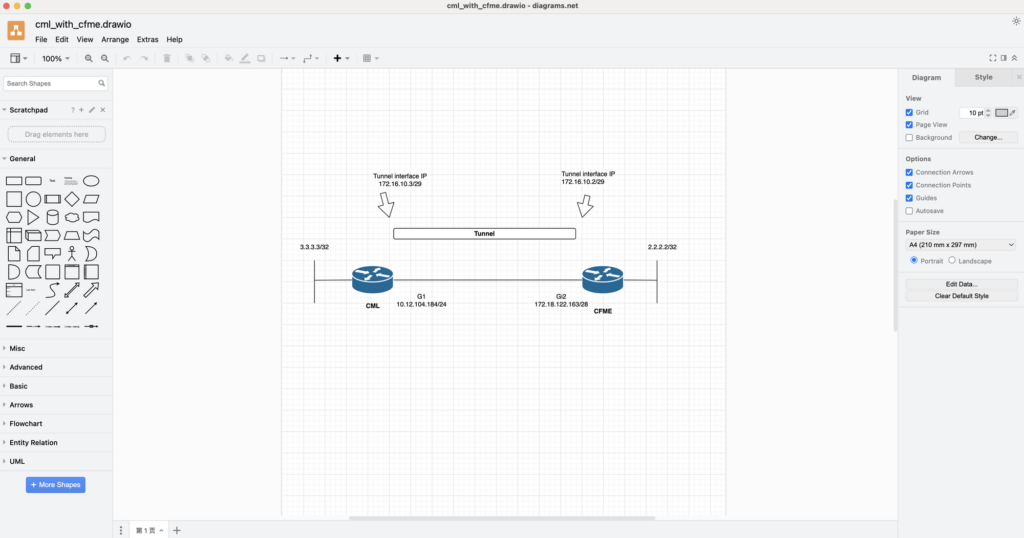 cml_with_cfme.drawio - diagrams.net
cml_with_cfme.drawio
File Edit View Arrange Extras Help
100%
Search Shapes
Scratchpad
?
Drag elements here
General
Text
Heading
List Item
Misc
Advanced
Basic
Arrows
Flowchart
Entity Relation
UML
+ More Shapes
Tunnel interface IP
172.16.10.3/29
Tunnel interface IP
172.16.10.2/29
Tunnel
3.3.3.3/32
2.2.2.2/32
G1
10.12.104.184/24
CML
Gi2
172.18.122.163/28
CFME
第 1 页
Diagram
Style
View
Grid
10 pt
Page View
Background
Change...
Options
Connection Arrows
Connection Points
Guides
Autosave
Paper Size
A4 (210 mm x 297 mm)
Portrait Landscape
Edit Data...
Clear Default Style